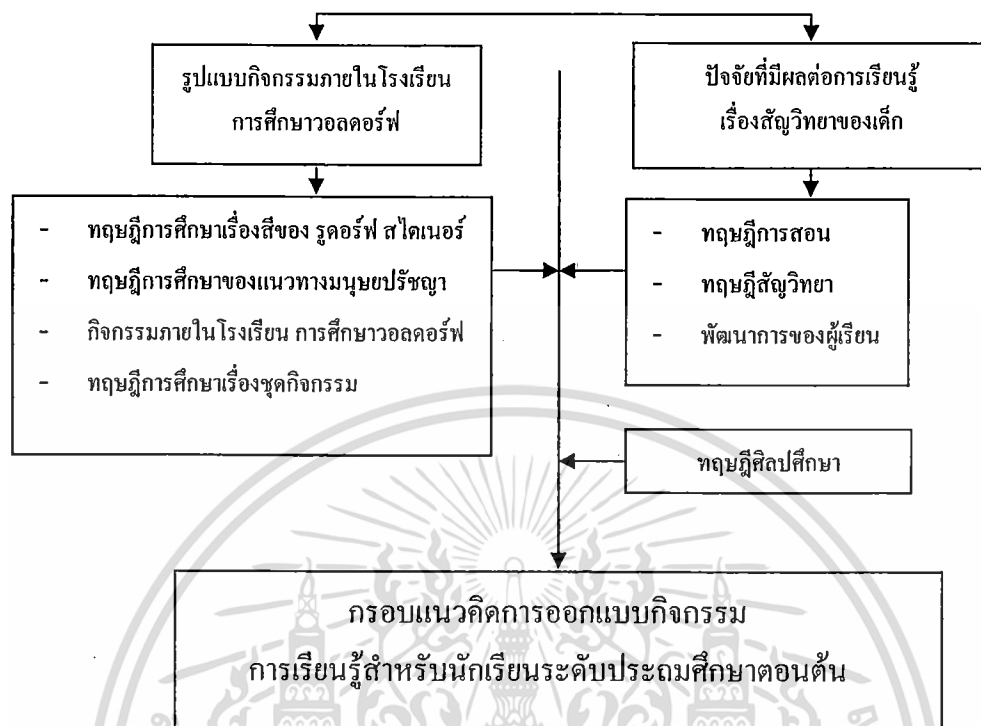 รูปแบบกิจกรรมภายในโรงเรียน
การศึกษาวอลดอร์ฟ
ปัจจัยที่มีผลต่อการเรียนรู้
เรื่องสัญวิทยาของเด็ก
- ทฤษฎีการศึกษาเรื่องสีของ รูดอร์ฟ สไตเนอร์
- ทฤษฎีการศึกษาของแนวทางมนุษยปรัชญา
- กิจกรรมภายในโรงเรียน การศึกษาวอลดอร์ฟ
- ทฤษฎีการศึกษาเรื่องชุดกิจกรรม
- ทฤษฎีการสอน
- ทฤษฎีสัญวิทยา
- พัฒนาการของผู้เรียน
ทฤษฎีศิลปศึกษา
กรอบแนวคิดการออกแบบกิจกรรม
การเรียนรู้สำหรับนักเรียนระดับประถมศึกษาตอนต้น